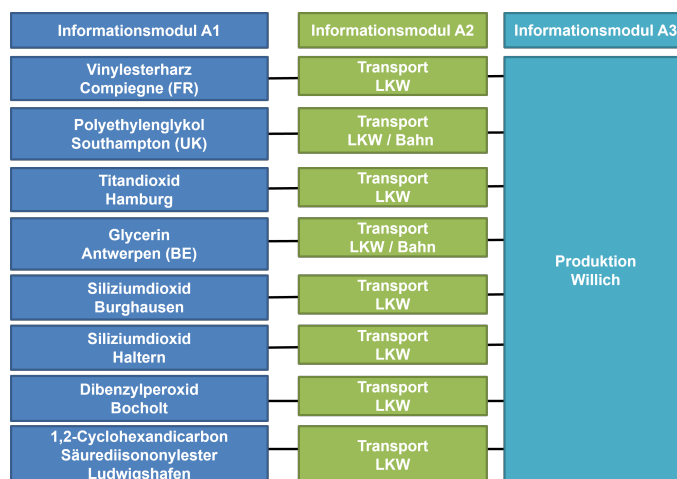 Informationsmodul A1
Informationsmodul A2
Informationsmodul A3
Vinylesterharz
Compiegne (FR)
Transport
LKW
Polyethylenglykol
Southampton (UK)
Transport
LKW / Bahn
Titandioxid
Hamburg
Transport
LKW
Glycerin
Antwerpen (BE)
Transport
LKW / Bahn
Siliziumdioxid
Burghausen
Transport
LKW
Siliziumdioxid
Haltern
Transport
LKW
Dibenzylperoxid
Bocholt
Transport
LKW
1,2-Cyclohexandicarbon
Säurediisononylester
Ludwigshafen
Transport
LKW
Produktion
Willich